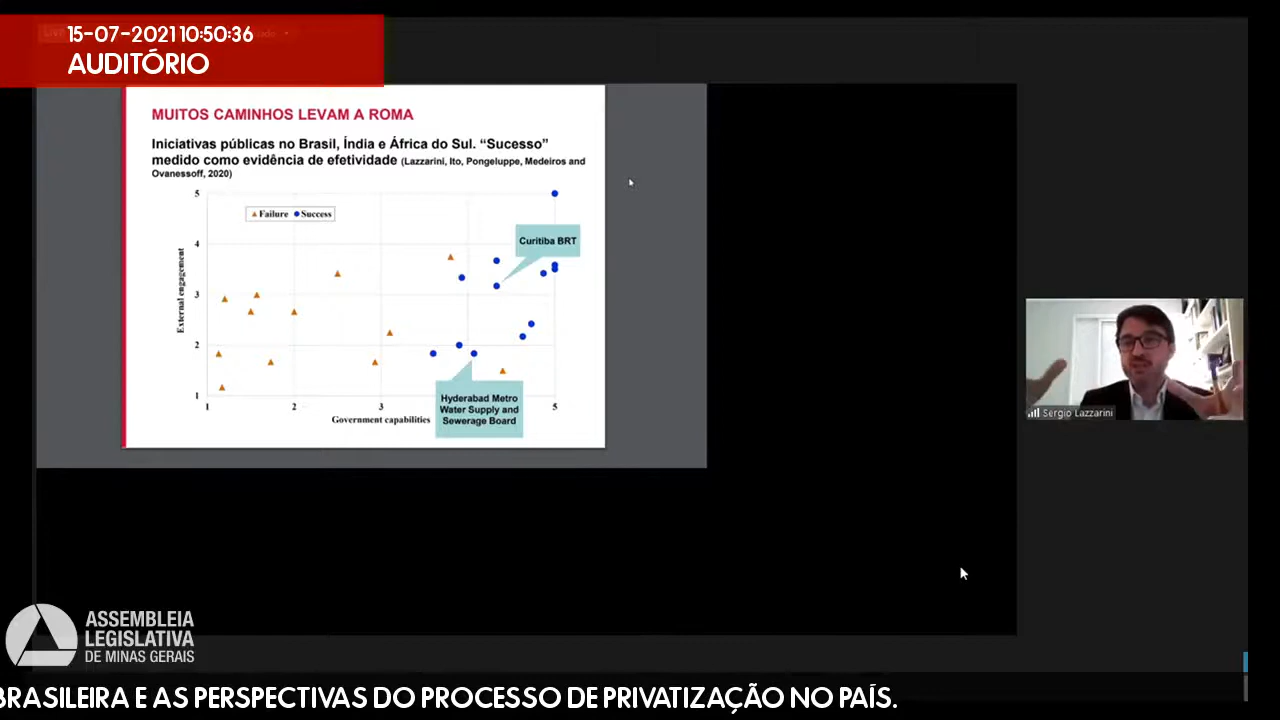 15-07-2021 10:50:36
AUDITÓRIO
MUITOS CAMINHOS LEVAM A ROMA
Iniciativas públicas no Brasil, Índia e África do Sul. “Sucesso”
medido como evidência de efetividade (Lazzarini, Ito, Pongeluppe, Medeiros and
Ovanessoff, 2020)
5
Failure Success
4
Curitiba BRT
External engagement
3
2
1
1 2 3 5
Hyderabad Metro
Water Supply and
Sewerage Board
Government capabilities
Sergio Lazzarini
ASSEMBLEIA
LEGISLATIVA
DE MINAS GERAIS
BRASILEIRA E AS PERSPECTIVAS DO PROCESSO DE PRIVATIZAÇÃO NO PAÍS.